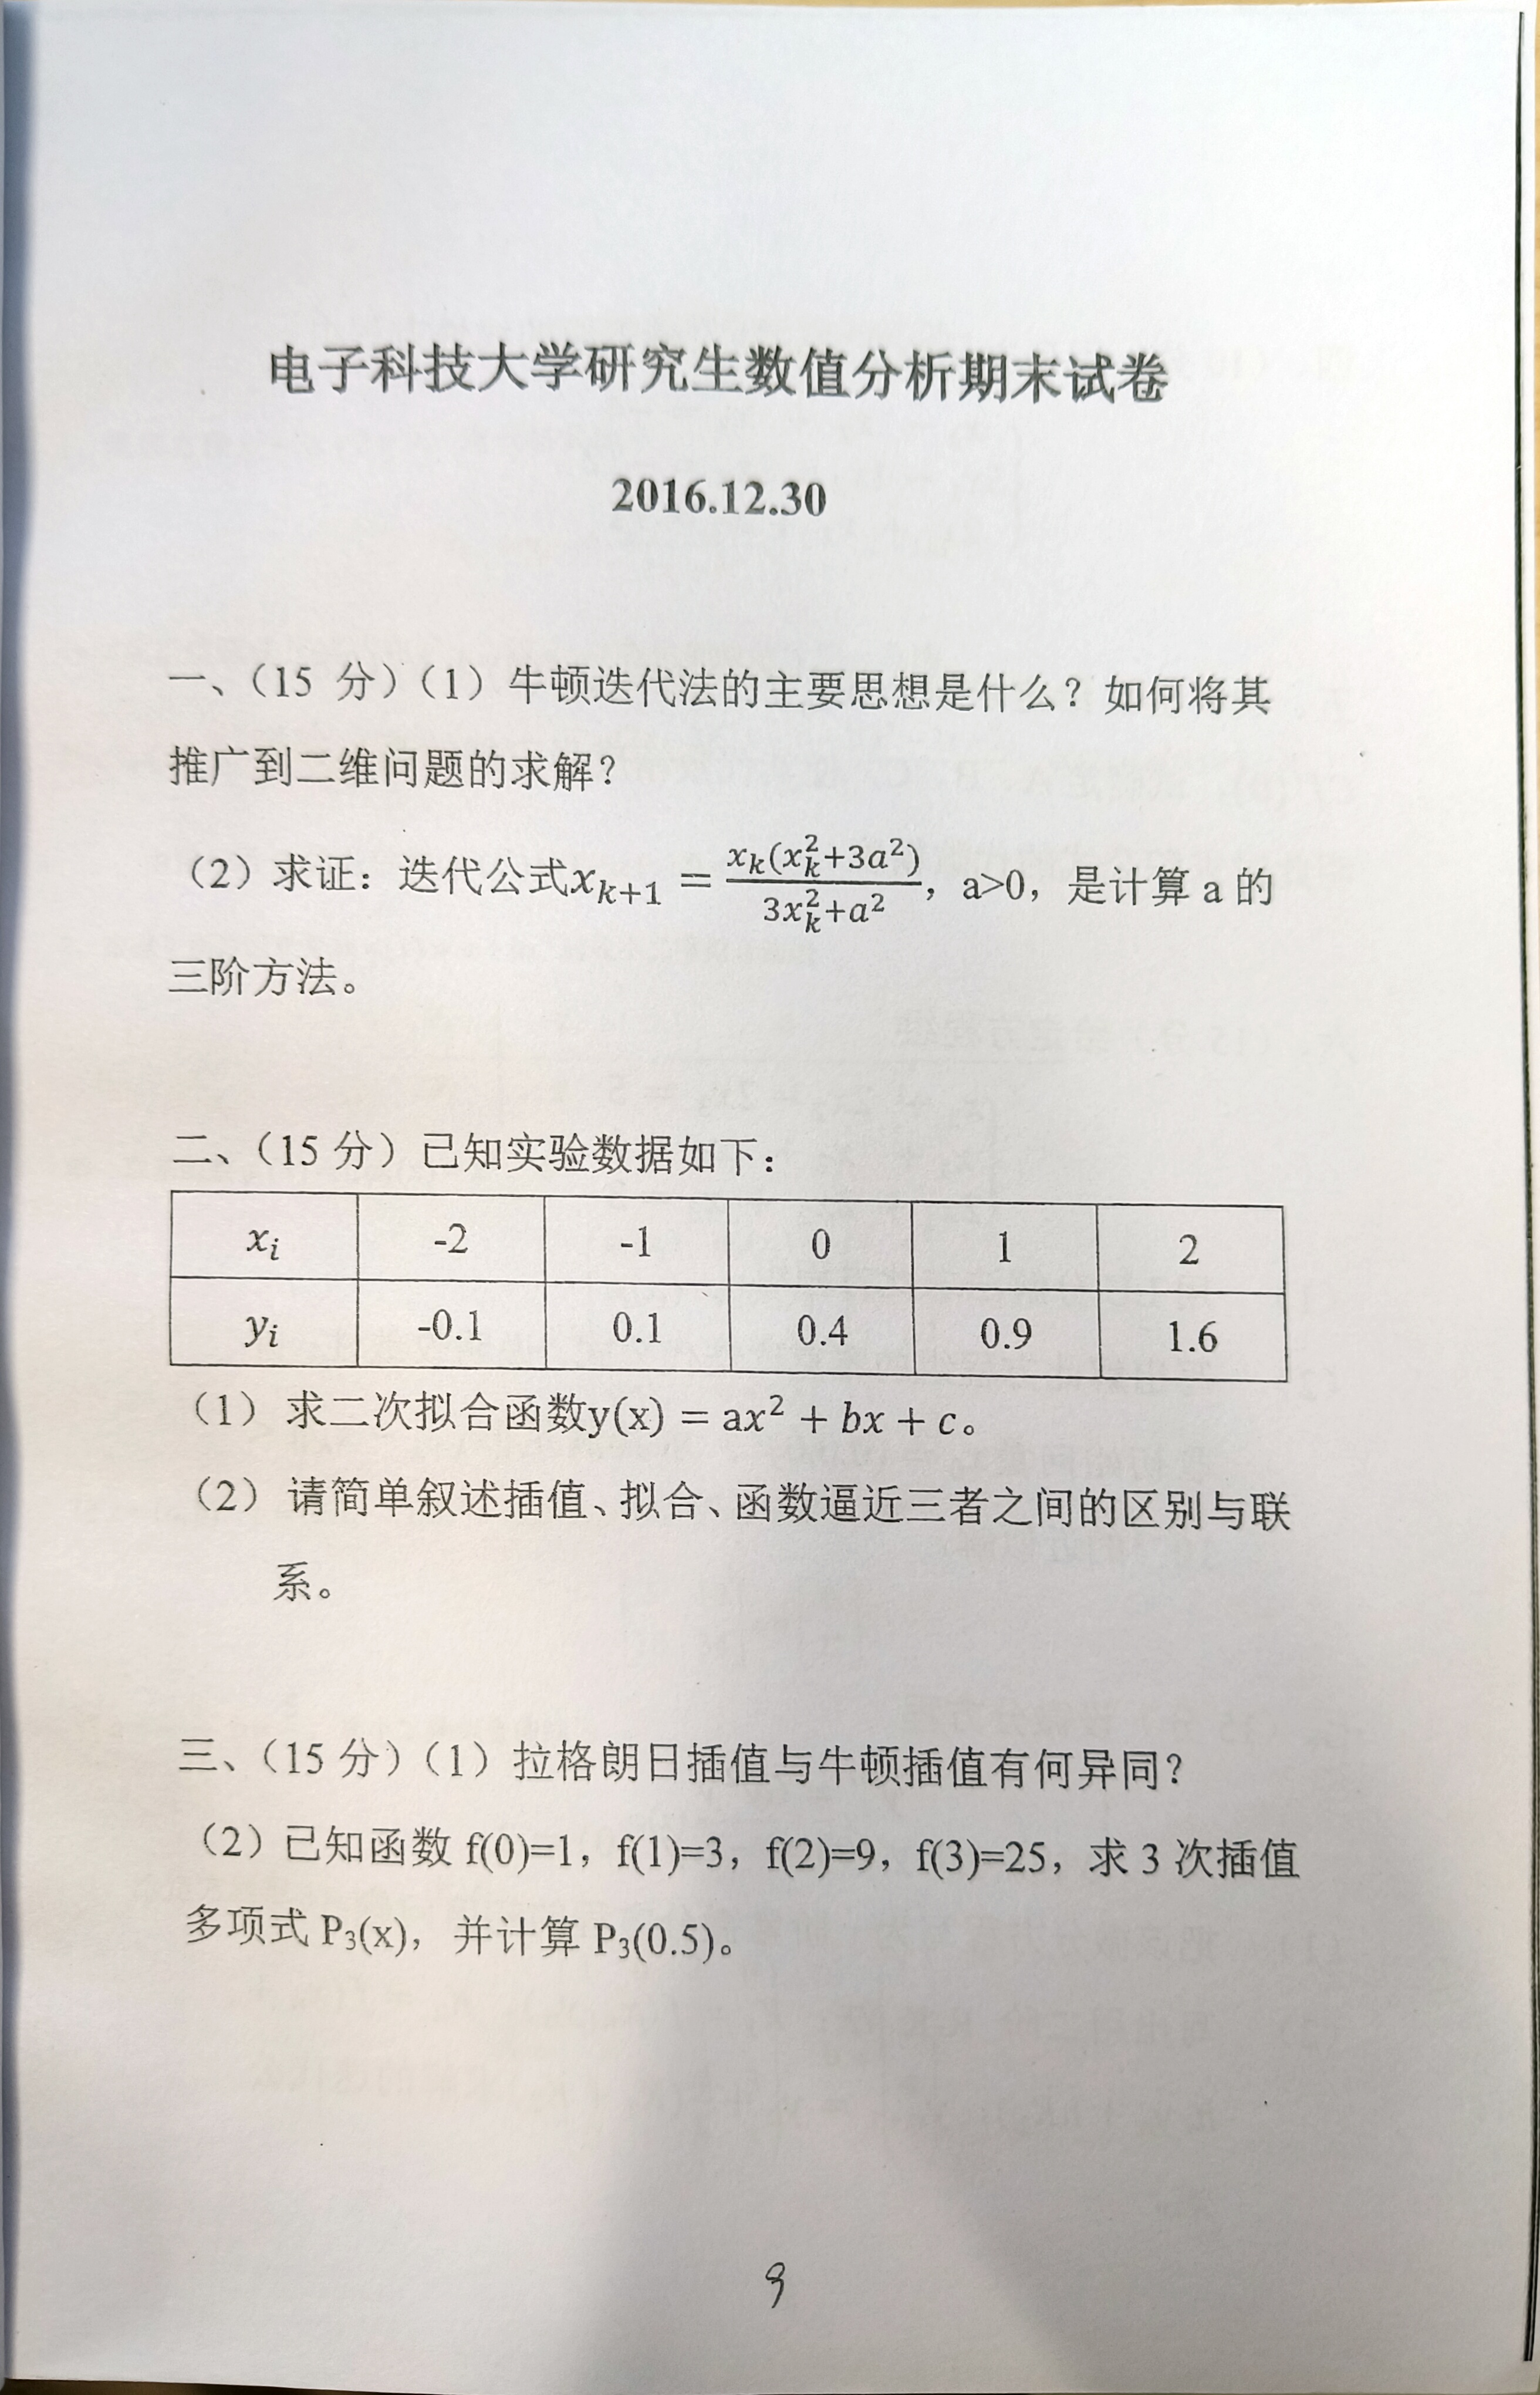 电子科技大学研究生数值分析期末试卷
2016.12.30
一、（15 分）（1）牛顿迭代法的主要思想是什么？如何将其
推广到二维问题的求解？
（2）求证：迭代公式$x_{k+1} = \frac{x_k(x_k^2+3a^2)}{3x_k^2+a^2}$，a>0，是计算 a 的
三阶方法。
二、（15 分）已知实验数据如下：
$x_i$ -2 -1 0 1 2
$y_i$ -0.1 0.1 0.4 0.9 1.6
（1） 求二次拟合函数$y(x) = ax^2 + bx + c$。
（2） 请简单叙述插值、拟合、函数逼近三者之间的区别与联
系。
三、（15 分）（1）拉格朗日插值与牛顿插值有何异同？
（2）已知函数 f(0)=1，f(1)=3，f(2)=9，f(3)=25，求 3 次插值
多项式 P₃(x)，并计算 P₃(0.5)。
9